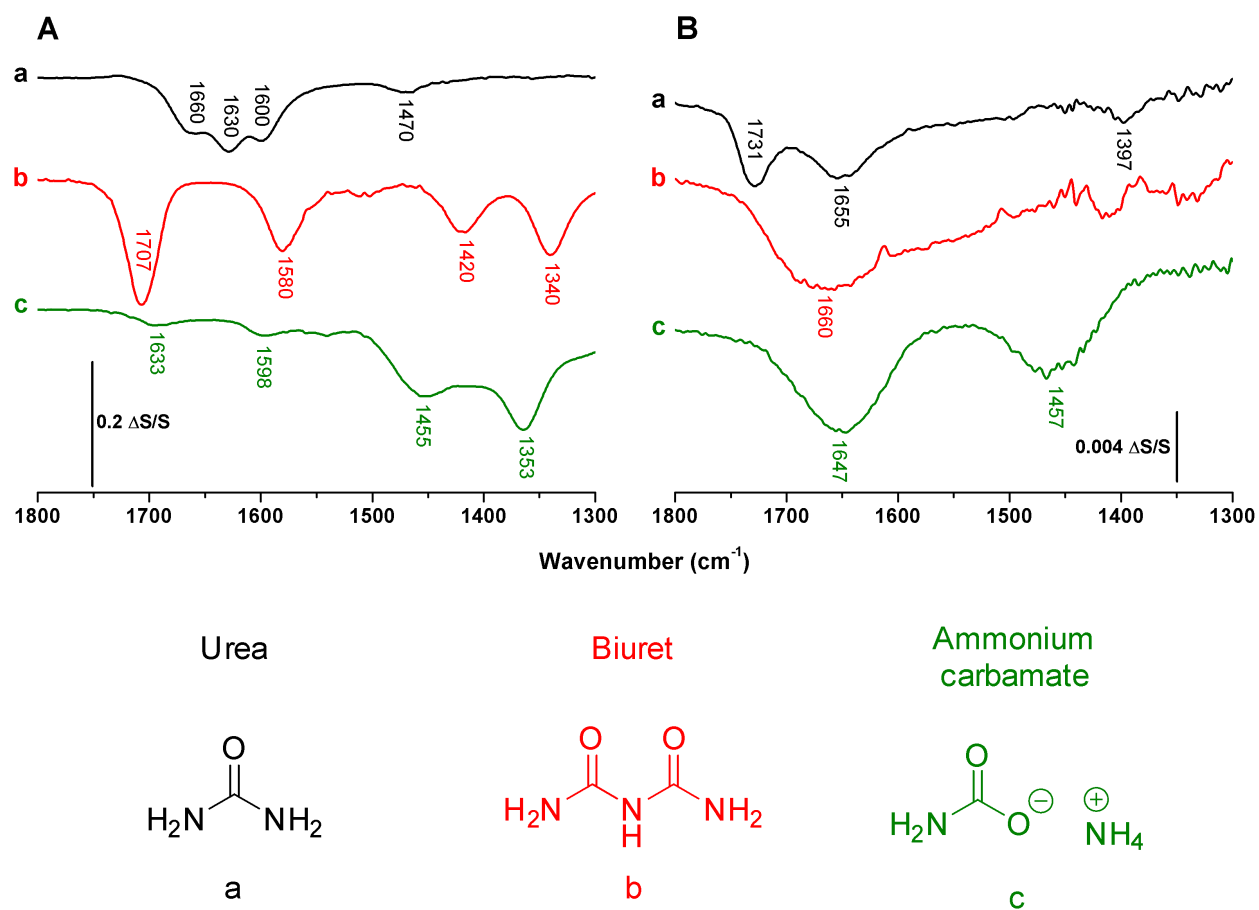 A
B
a
1660
1630
1600
1470
b
1707
1580
1420
1340
c
1633
1598
1455
1353
0.2 ΔS/S
1800
1700
1600
1500
1400
1300
a
1731
1655
1397
b
1660
c
1647
1457
0.004 ΔS/S
1800
1700
1600
1500
1400
1300
Wavenumber (cm-1)
Urea
Biuret
Ammonium
carbamate
O
H2N NH2
a
O O
H2N N NH2
H
b
O
H2N O − +
NH4
c